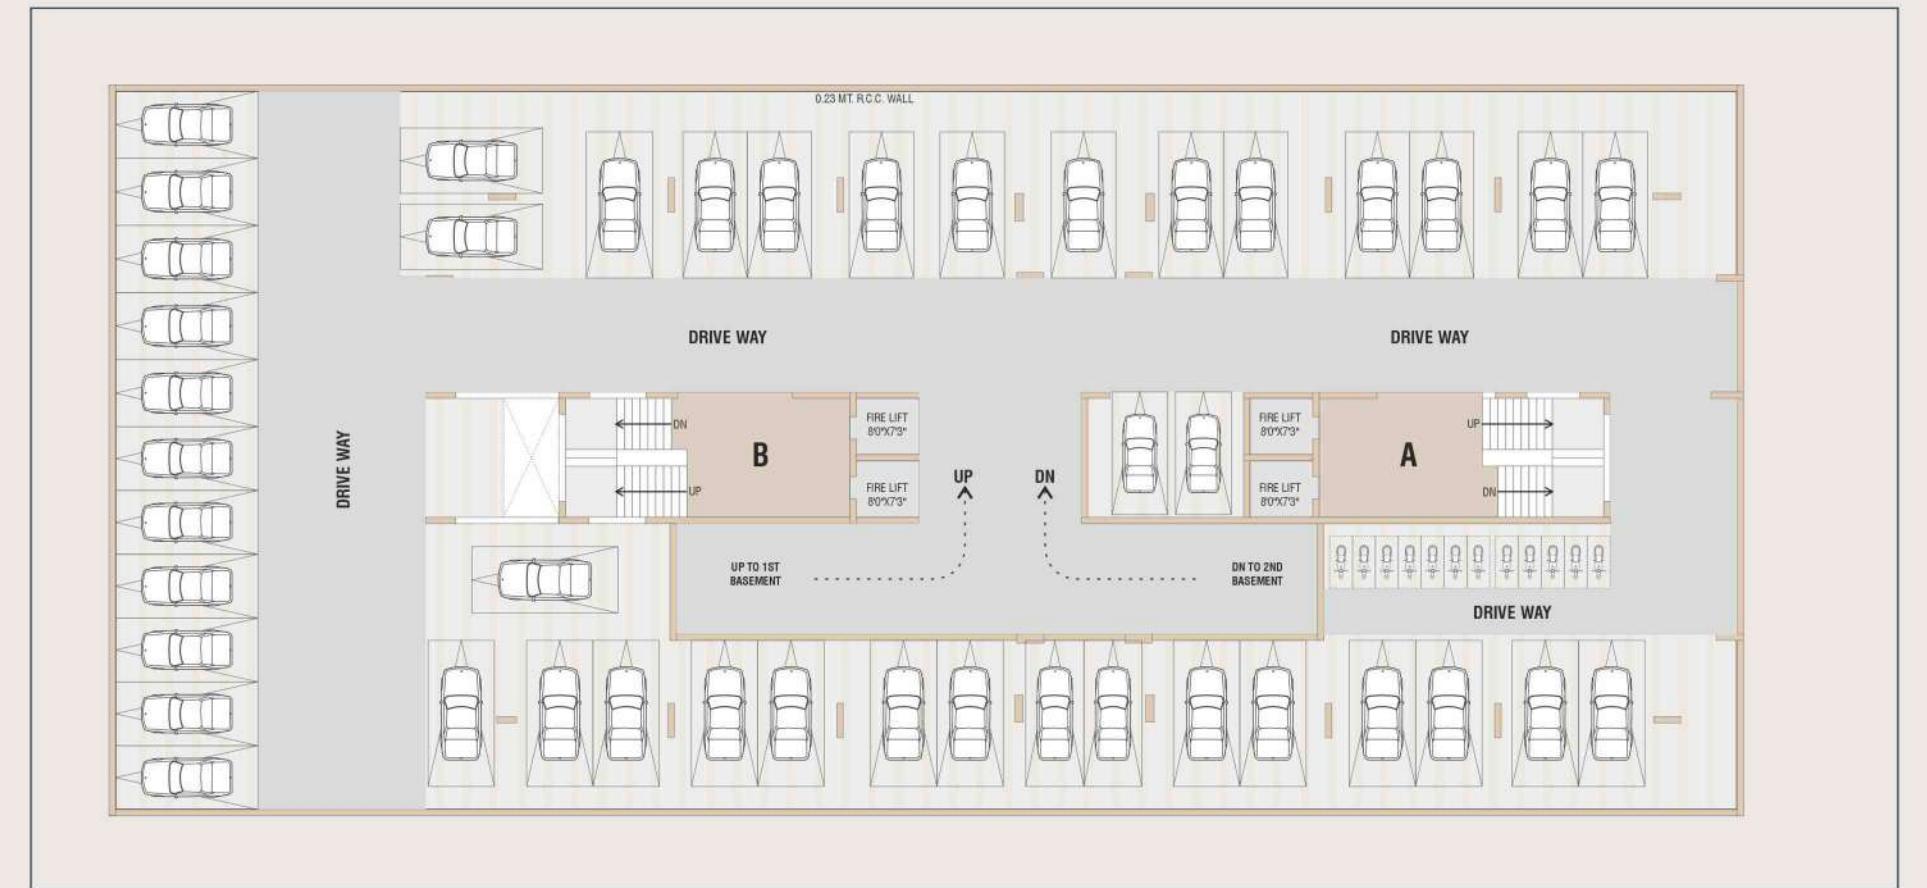 0.23 MT. R.C.C. WALL
DRIVE WAY
DRIVE WAY
DRIVE WAY
DN
UP
B
FIRE LIFT
8'0"X7'3"
FIRE LIFT
8'0"X7'3"
UP
DN
FIRE LIFT
8'0"X7'3"
FIRE LIFT
8'0"X7'3"
A
UP
DN
UP TO 1ST
BASEMENT
DN TO 2ND
BASEMENT
DRIVE WAY